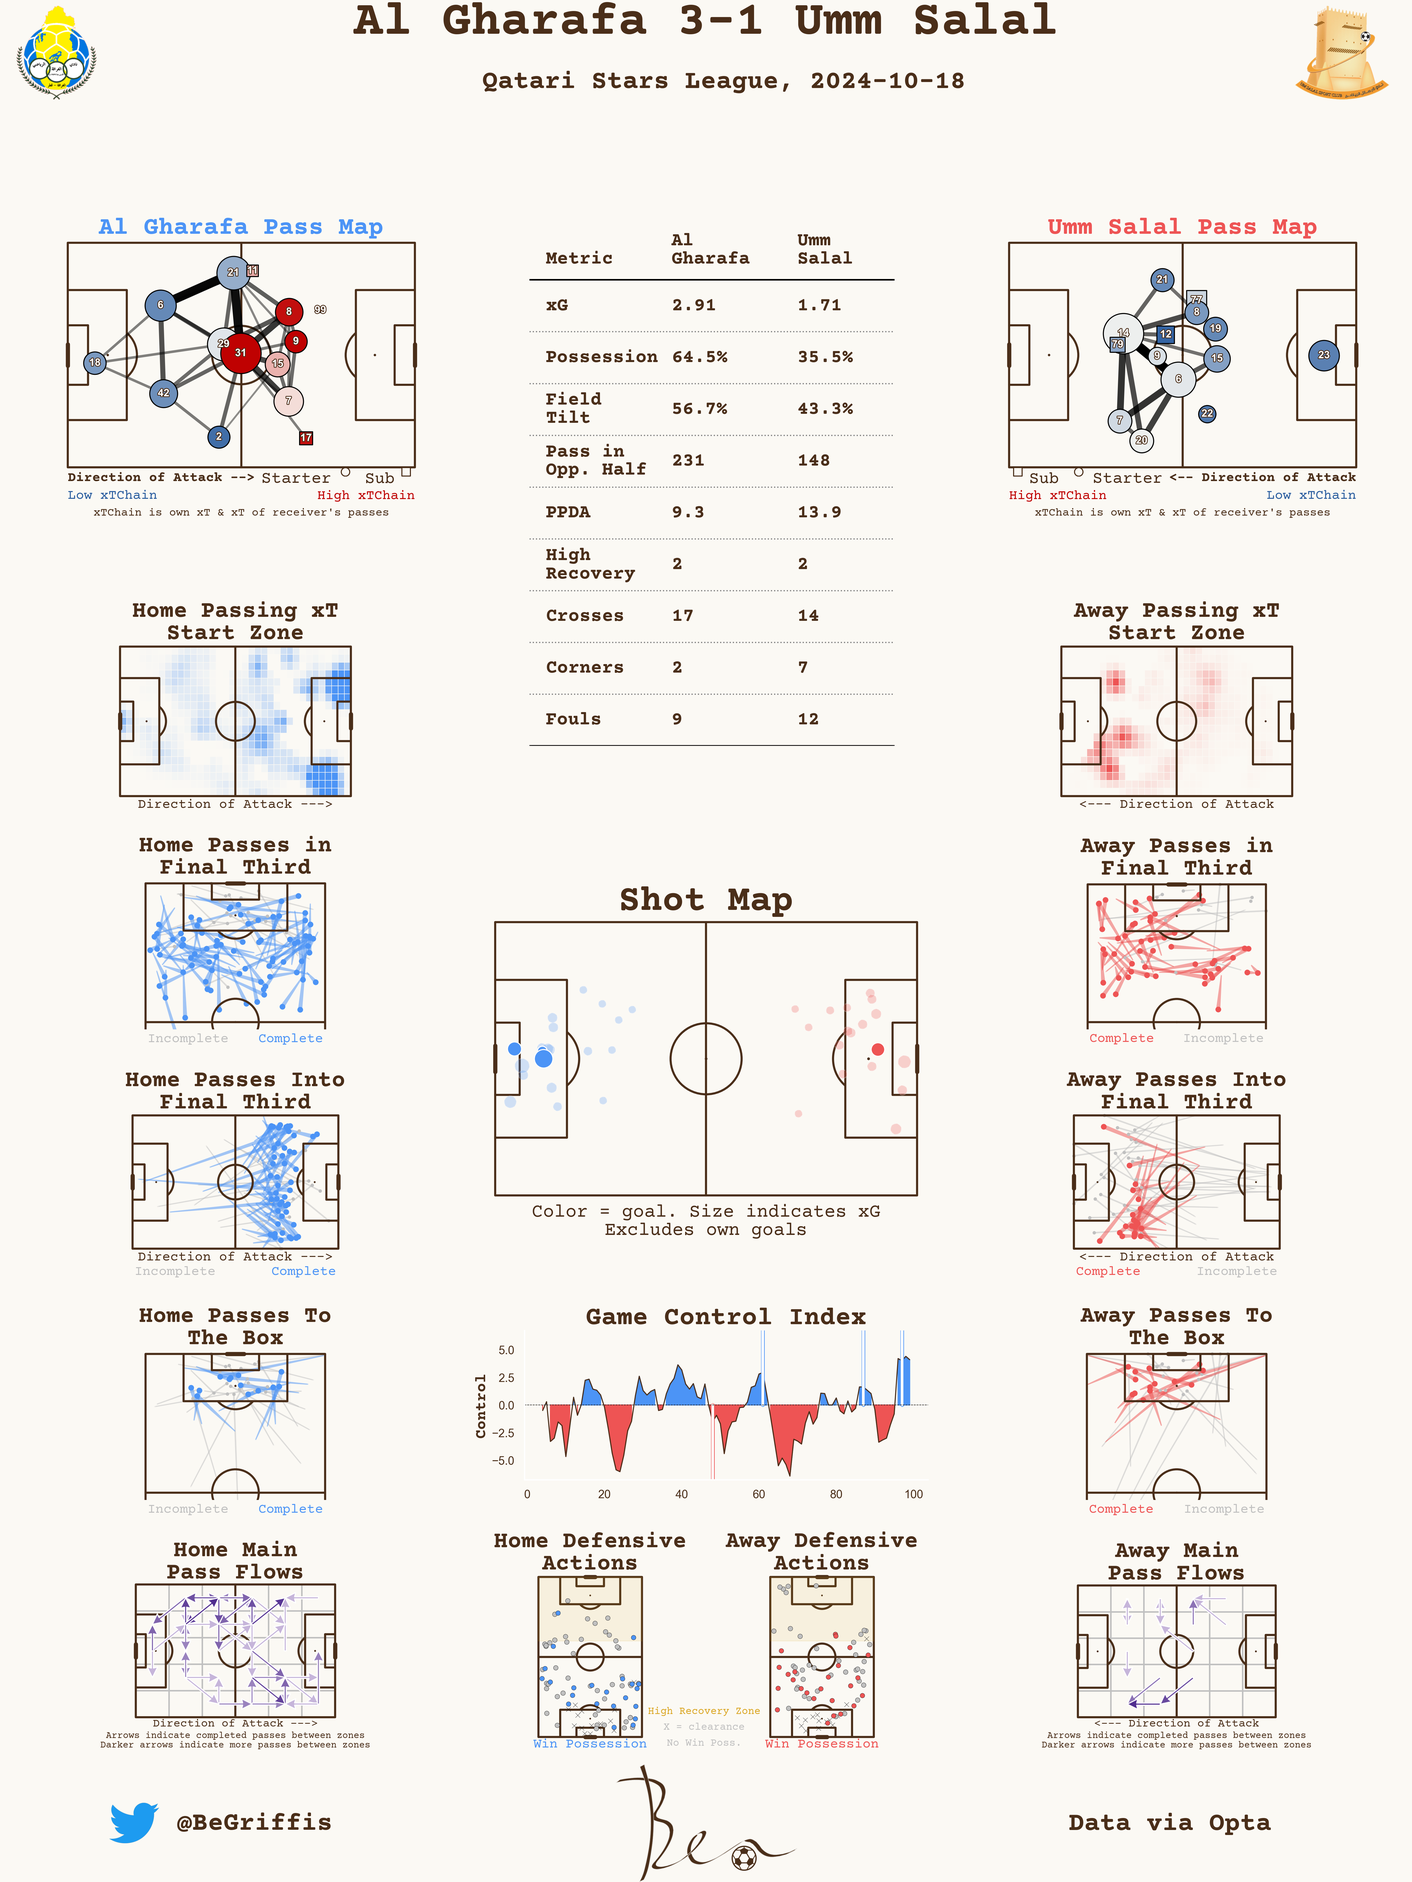 Al Gharafa 3-1 Umm Salal
Qatari Stars League, 2024-10-18
Al Gharafa Pass Map
21
11
6
8
99
29
9
31
18
15
42
7
2
17
Direction of Attack --> Starter Sub
Low xTChain High xTChain
xTChain is own xT & xT of receiver's passes
Metric Al Gharafa Umm Salal
xG 2.91 1.71
Possession 64.5% 35.5%
Field Tilt 56.7% 43.3%
Pass in Opp. Half 231 148
PPDA 9.3 13.9
High Recovery 2 2
Crosses 17 14
Corners 2 7
Fouls 9 12
Umm Salal Pass Map
21
77
8
14
12
19
79
9
15
23
6
22
7
20
Sub Starter <-- Direction of Attack
High xTChain Low xTChain
xTChain is own xT & xT of receiver's passes
Home Passing xT
Start Zone
Direction of Attack --->
Away Passing xT
Start Zone
<--- Direction of Attack
Home Passes in
Final Third
Incomplete Complete
Away Passes in
Final Third
Complete Incomplete
Shot Map
Color = goal. Size indicates xG
Excludes own goals
Home Passes Into
Final Third
Direction of Attack --->
Incomplete Complete
Away Passes Into
Final Third
<--- Direction of Attack
Complete Incomplete
Home Passes To
The Box
Incomplete Complete
Game Control Index
Control
5.0
2.5
0.0
−2.5
−5.0
0 20 40 60 80 100
Away Passes To
The Box
Complete Incomplete
Home Main
Pass Flows
Direction of Attack --->
Arrows indicate completed passes between zones
Darker arrows indicate more passes between zones
Home Defensive
Actions
Win Possession
Away Defensive
Actions
Win Possession
High Recovery Zone
X = clearance
No Win Poss.
Away Main
Pass Flows
<--- Direction of Attack
Arrows indicate completed passes between zones
Darker arrows indicate more passes between zones
@BeGriffis
Ben
Data via Opta